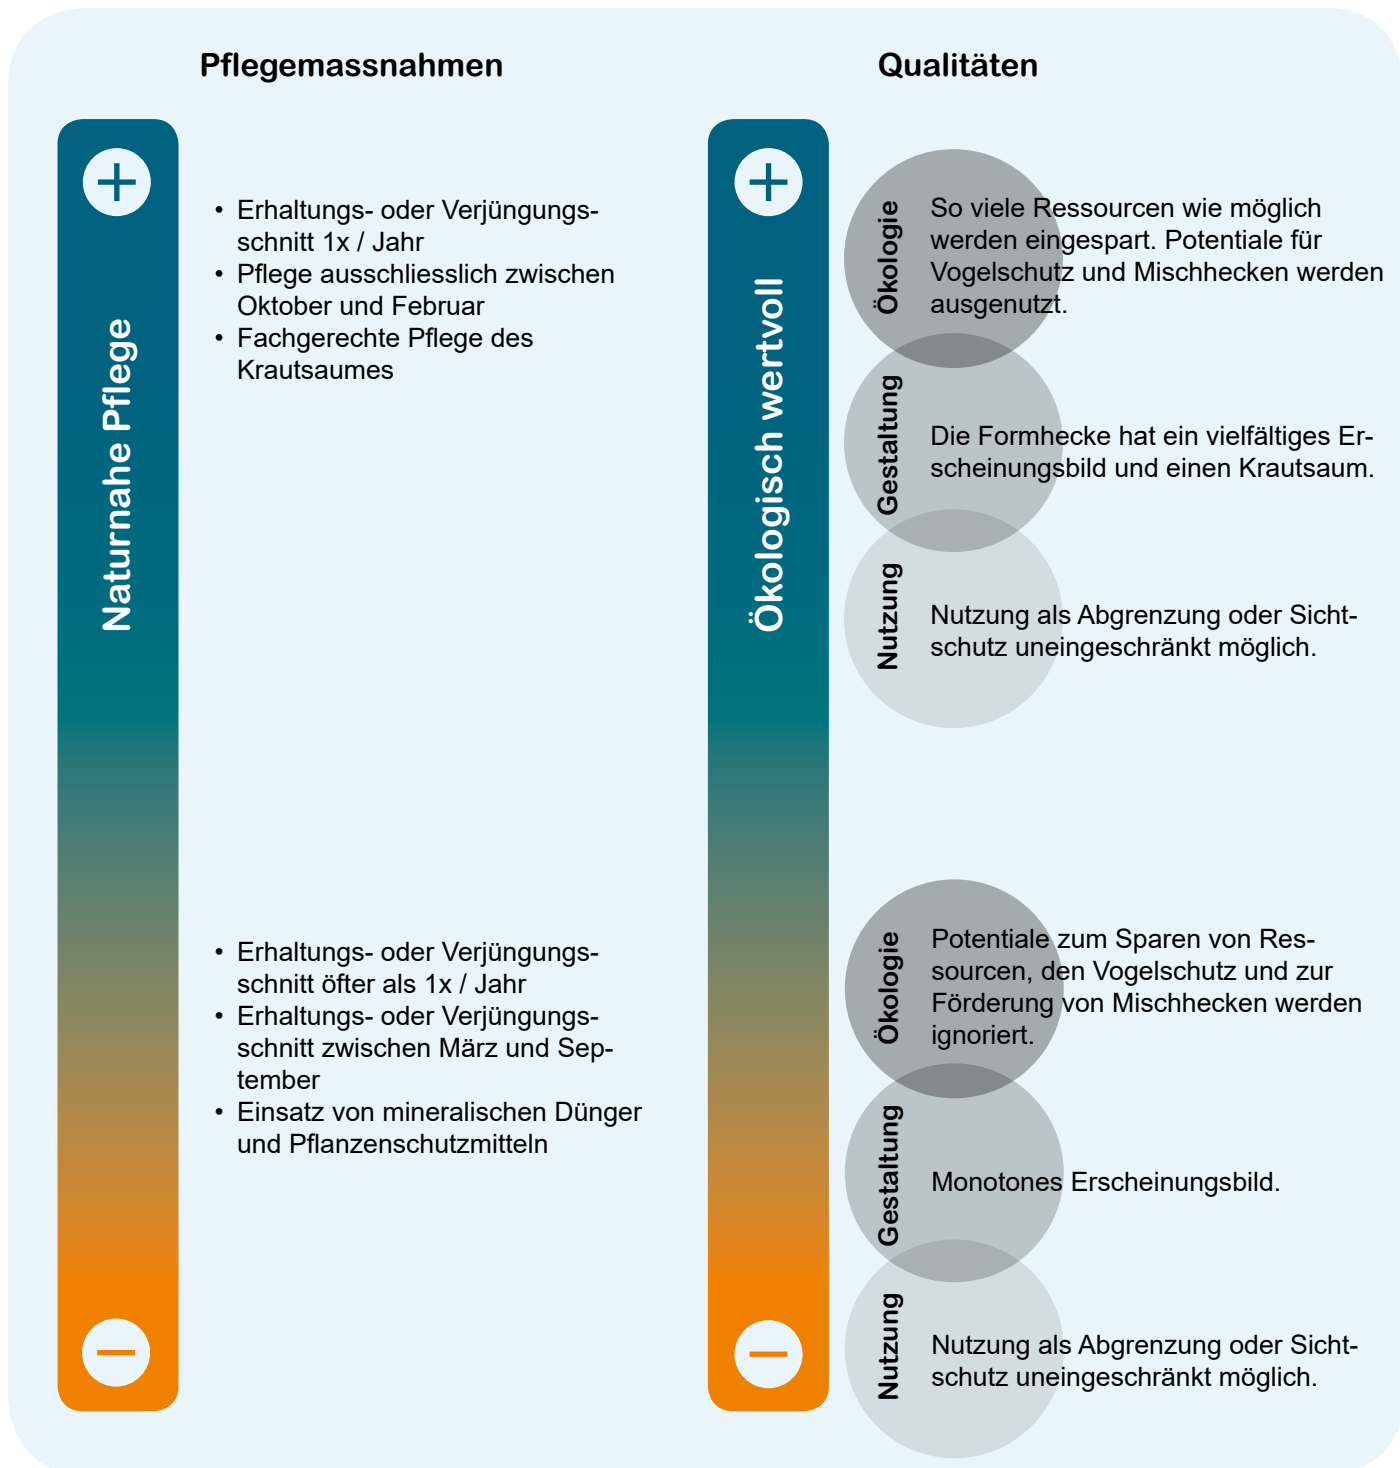 Pflegemassnahmen
Naturnahe Pflege
• Erhaltungs- oder Verjüngungs-
schnitt 1x / Jahr
• Pflege ausschliesslich zwischen
Oktober und Februar
• Fachgerechte Pflege des
Krautsaumes
• Erhaltungs- oder Verjüngungs-
schnitt öfter als 1x / Jahr
• Erhaltungs- oder Verjüngungs-
schnitt zwischen März und Sep-
tember
• Einsatz von mineralischen Dünger
und Pflanzenschutzmitteln
Qualitäten
Ökologisch wertvoll
Ökologie
So viele Ressourcen wie möglich
werden eingespart. Potentiale für
Vogelschutz und Mischhecken werden
ausgenutzt.
Gestaltung
Die Formhecke hat ein vielfältiges Er-
scheinungsbild und einen Krautsaum.
Nutzung
Nutzung als Abgrenzung oder Sicht-
schutz uneingeschränkt möglich.
Ökologie
Potentiale zum Sparen von Res-
sourcen, den Vogelschutz und zur
Förderung von Mischhecken werden
ignoriert.
Gestaltung
Monotones Erscheinungsbild.
Nutzung
Nutzung als Abgrenzung oder Sicht-
schutz uneingeschränkt möglich.